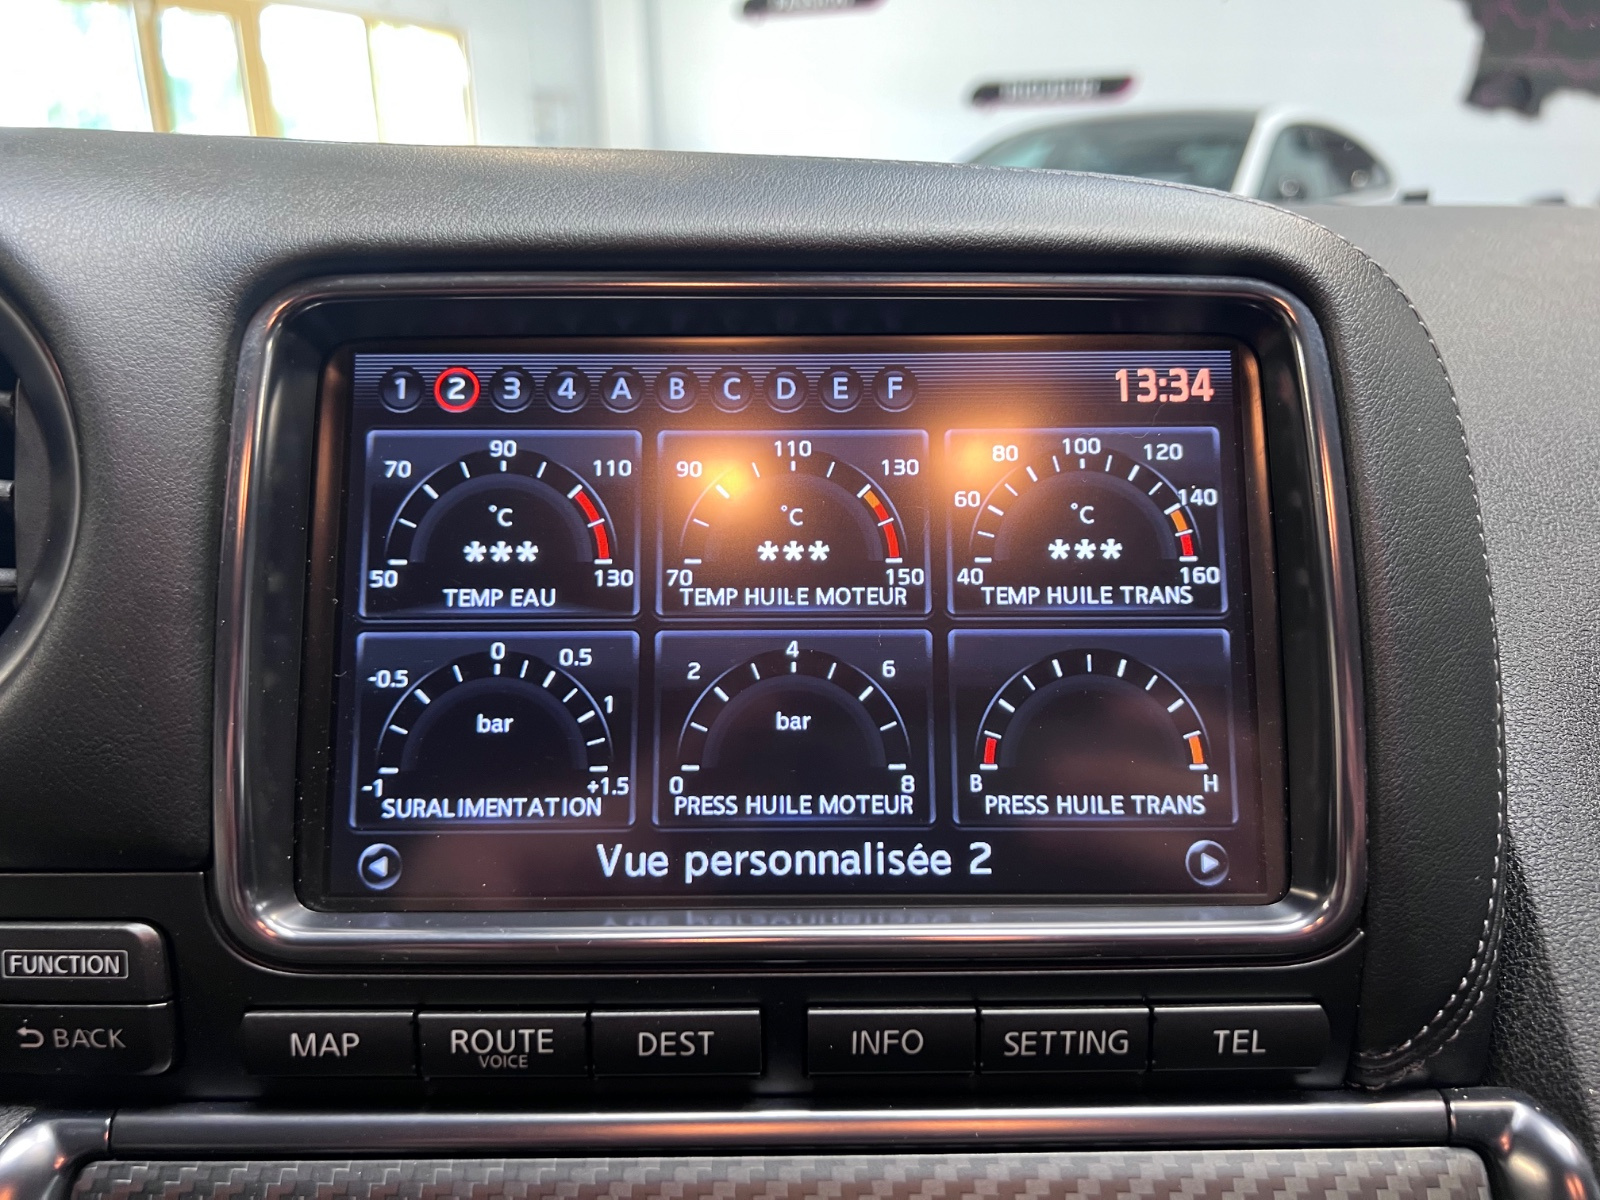 1 2 3 4 A B C D E F 13:34
50 70 90 110 130
°C
***
TEMP EAU
70 90 110 130 150
°C
***
TEMP HUILE MOTEUR
40 60 80 100 120 140 160
°C
***
TEMP HUILE TRANS
-1 -0.5 0 0.5 1 +1.5
bar
SURALIMENTATION
0 2 4 6 8
bar
PRESS HUILE MOTEUR
B H
PRESS HUILE TRANS
Vue personnalisée 2
FUNCTION
BACK
MAP
ROUTE
VOICE
DEST
INFO
SETTING
TEL